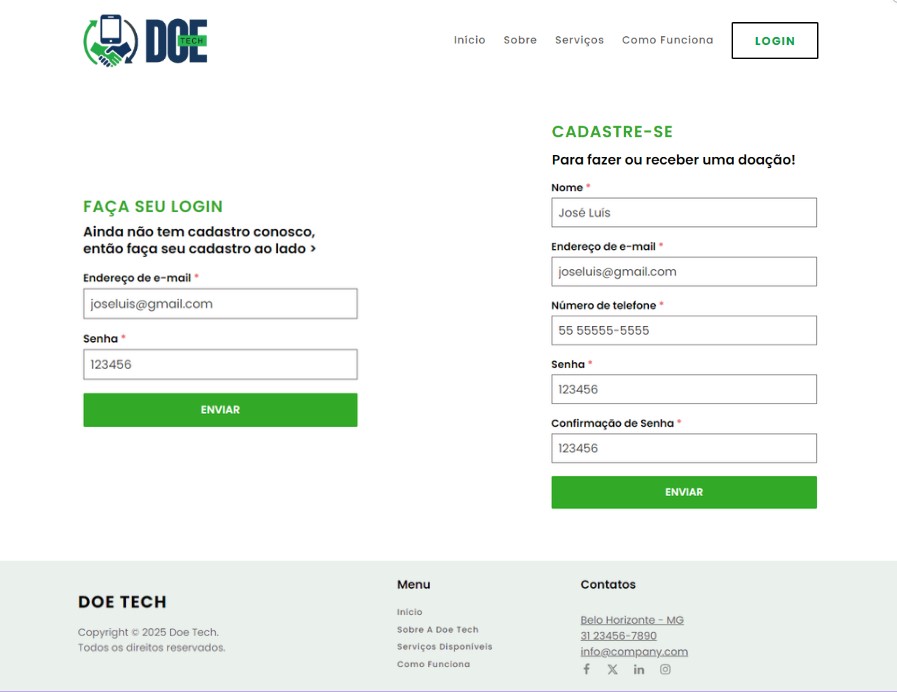 DOE
TECH
Início
Sobre
Serviços
Como Funciona
LOGIN
FAÇA SEU LOGIN
Ainda não tem cadastro conosco,
então faça seu cadastro ao lado >
Endereço de e-mail *
joseluis@gmail.com
Senha *
123456
ENVIAR
CADASTRE-SE
Para fazer ou receber uma doação!
Nome *
José Luís
Endereço de e-mail *
joseluis@gmail.com
Número de telefone *
55 55555-5555
Senha *
123456
Confirmação de Senha *
123456
ENVIAR
DOE TECH
Copyright © 2025 Doe Tech.
Todos os direitos reservados.
Menu
Início
Sobre A Doe Tech
Serviços Disponíveis
Como Funciona
Contatos
Belo Horizonte - MG
31 23456-7890
info@company.com